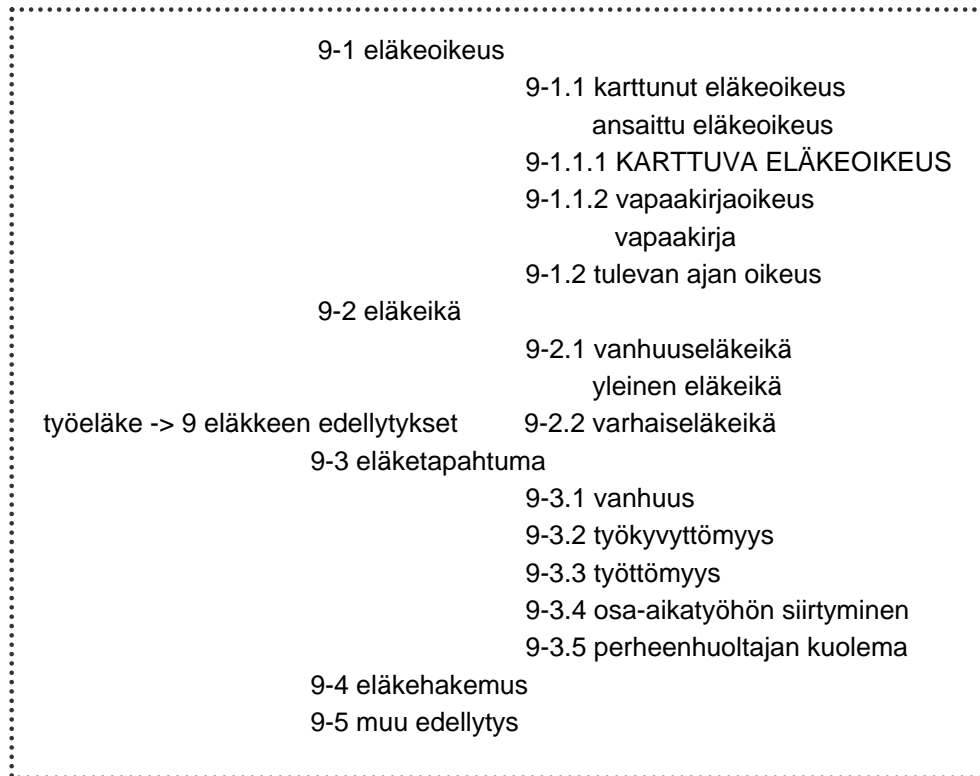 9-1 eläkeoikeus
9-1.1 karttunut eläkeoikeus
ansaittu eläkeoikeus
9-1.1.1 KARTTUVA ELÄKEOIKEUS
9-1.1.2 vapaakirjaoikeus
vapaakirja
9-1.2 tulevan ajan oikeus
9-2 eläkeikä
9-2.1 vanhuuseläkeikä
yleinen eläkeikä
työeläke -> 9 eläkkeen edellytykset 9-2.2 varhaiseläkeikä
9-3 eläketapahtuma
9-3.1 vanhuus
9-3.2 työkyvyttömyys
9-3.3 työttömyys
9-3.4 osa-aikatyöhön siirtyminen
9-3.5 perheenhuoltajan kuolema
9-4 eläkehakemus
9-5 muu edellytys